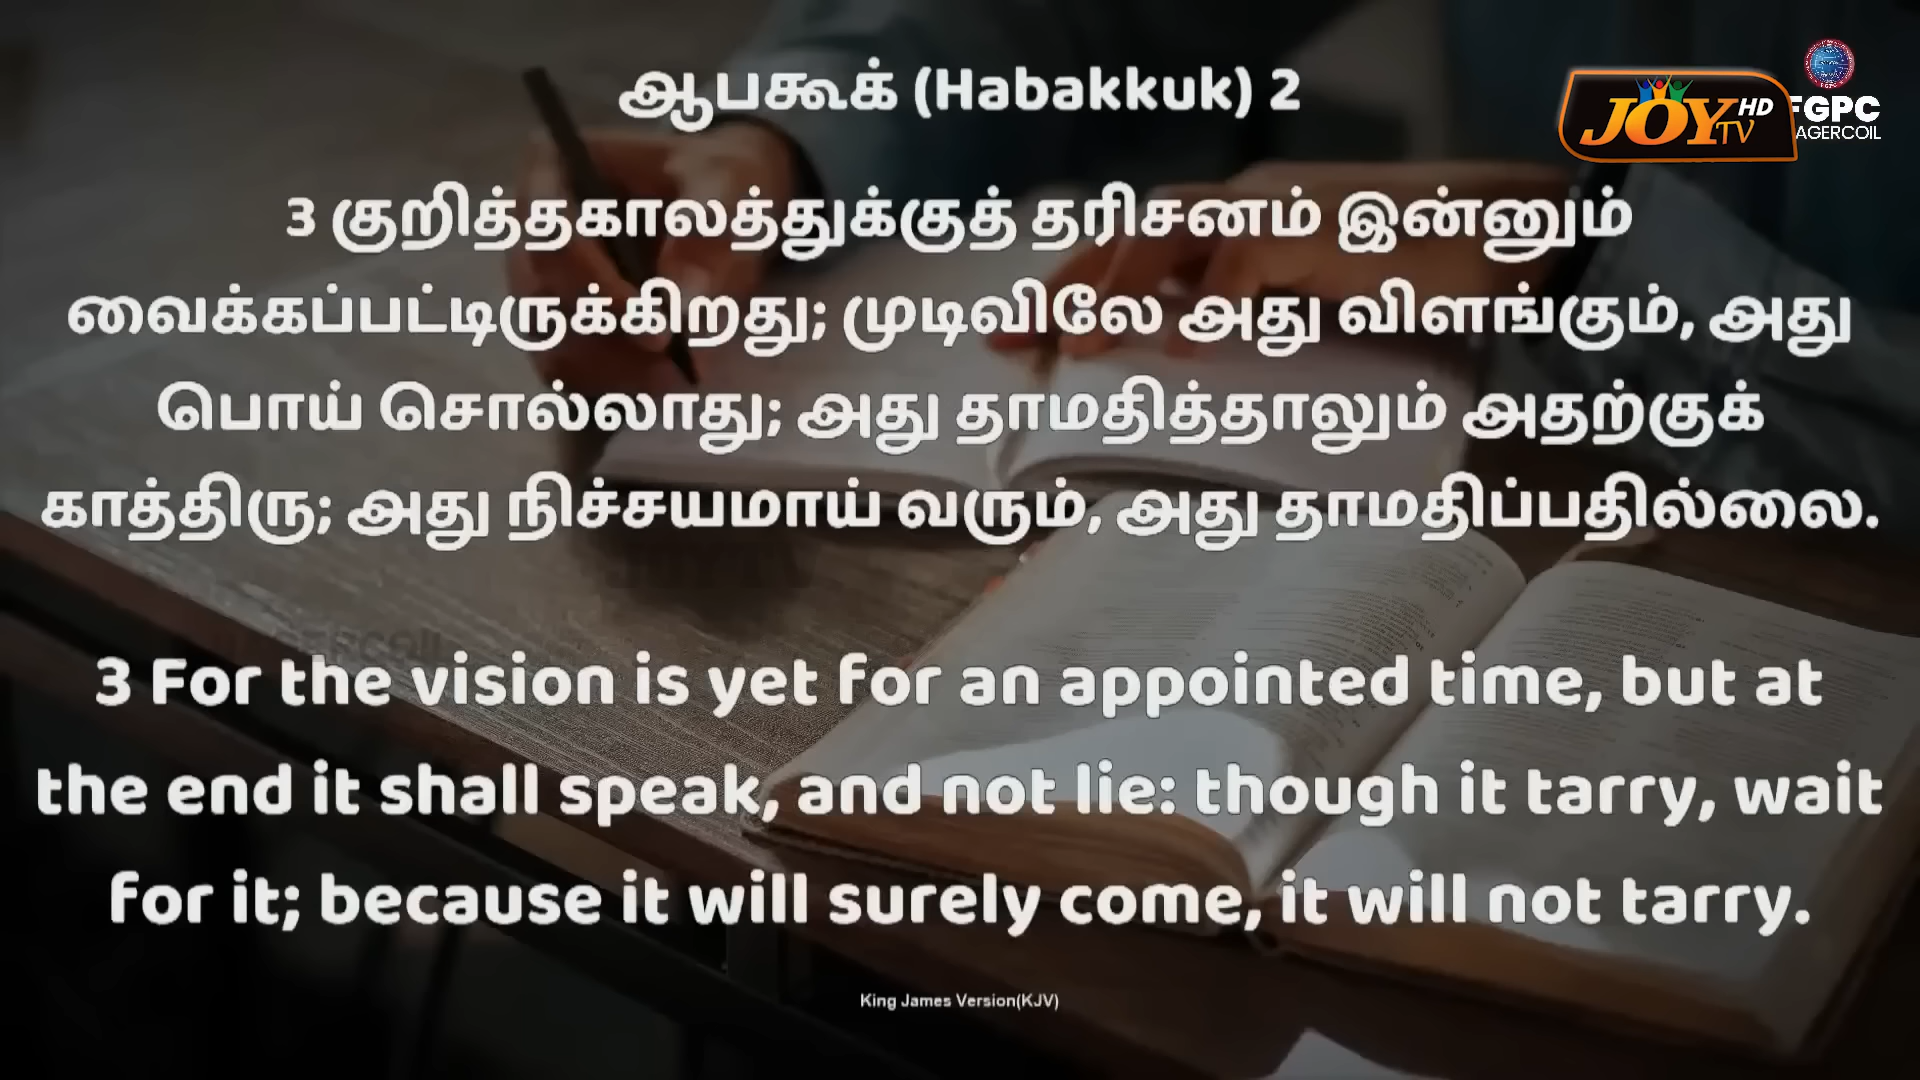 ஆபகூக் (Habakkuk) 2
JOY TV HD
FGPC
AGERCOIL
3 குறித்தகாலத்துக்குத் தரிசனம் இன்னும்
வைக்கப்பட்டிருக்கிறது; முடிவிலே அது விளங்கும், அது
பொய் சொல்லாது; அது தாமதித்தாலும் அதற்குக்
காத்திரு; அது நிச்சயமாய் வரும், அது தாமதிப்பதில்லை.
3 For the vision is yet for an appointed time, but at
the end it shall speak, and not lie: though it tarry, wait
for it; because it will surely come, it will not tarry.
King James Version(KJV)